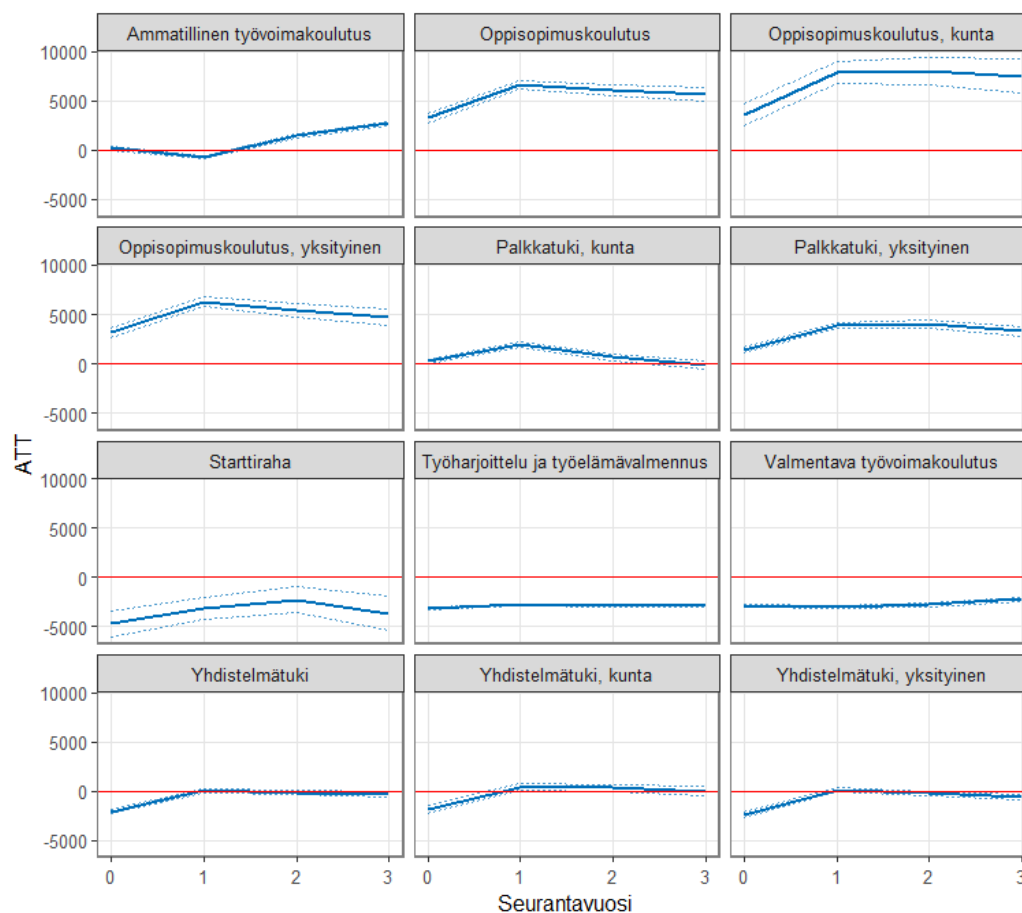 Ammatillinen työvoimakoulutus
Oppisopimuskoulutus
Oppisopimuskoulutus, kunta
10000
5000
0
-5000
Oppisopimuskoulutus, yksityinen
Palkkatuki, kunta
Palkkatuki, yksityinen
10000
5000
0
-5000
ATT
Starttiraha
Työharjoittelu ja työelämävalmennus
Valmentava työvoimakoulutus
10000
5000
0
-5000
Yhdistelmätuki
Yhdistelmätuki, kunta
Yhdistelmätuki, yksityinen
10000
5000
0
-5000
0 1 2 3
0 1 2 3
0 1 2 3
Seurantavuosi